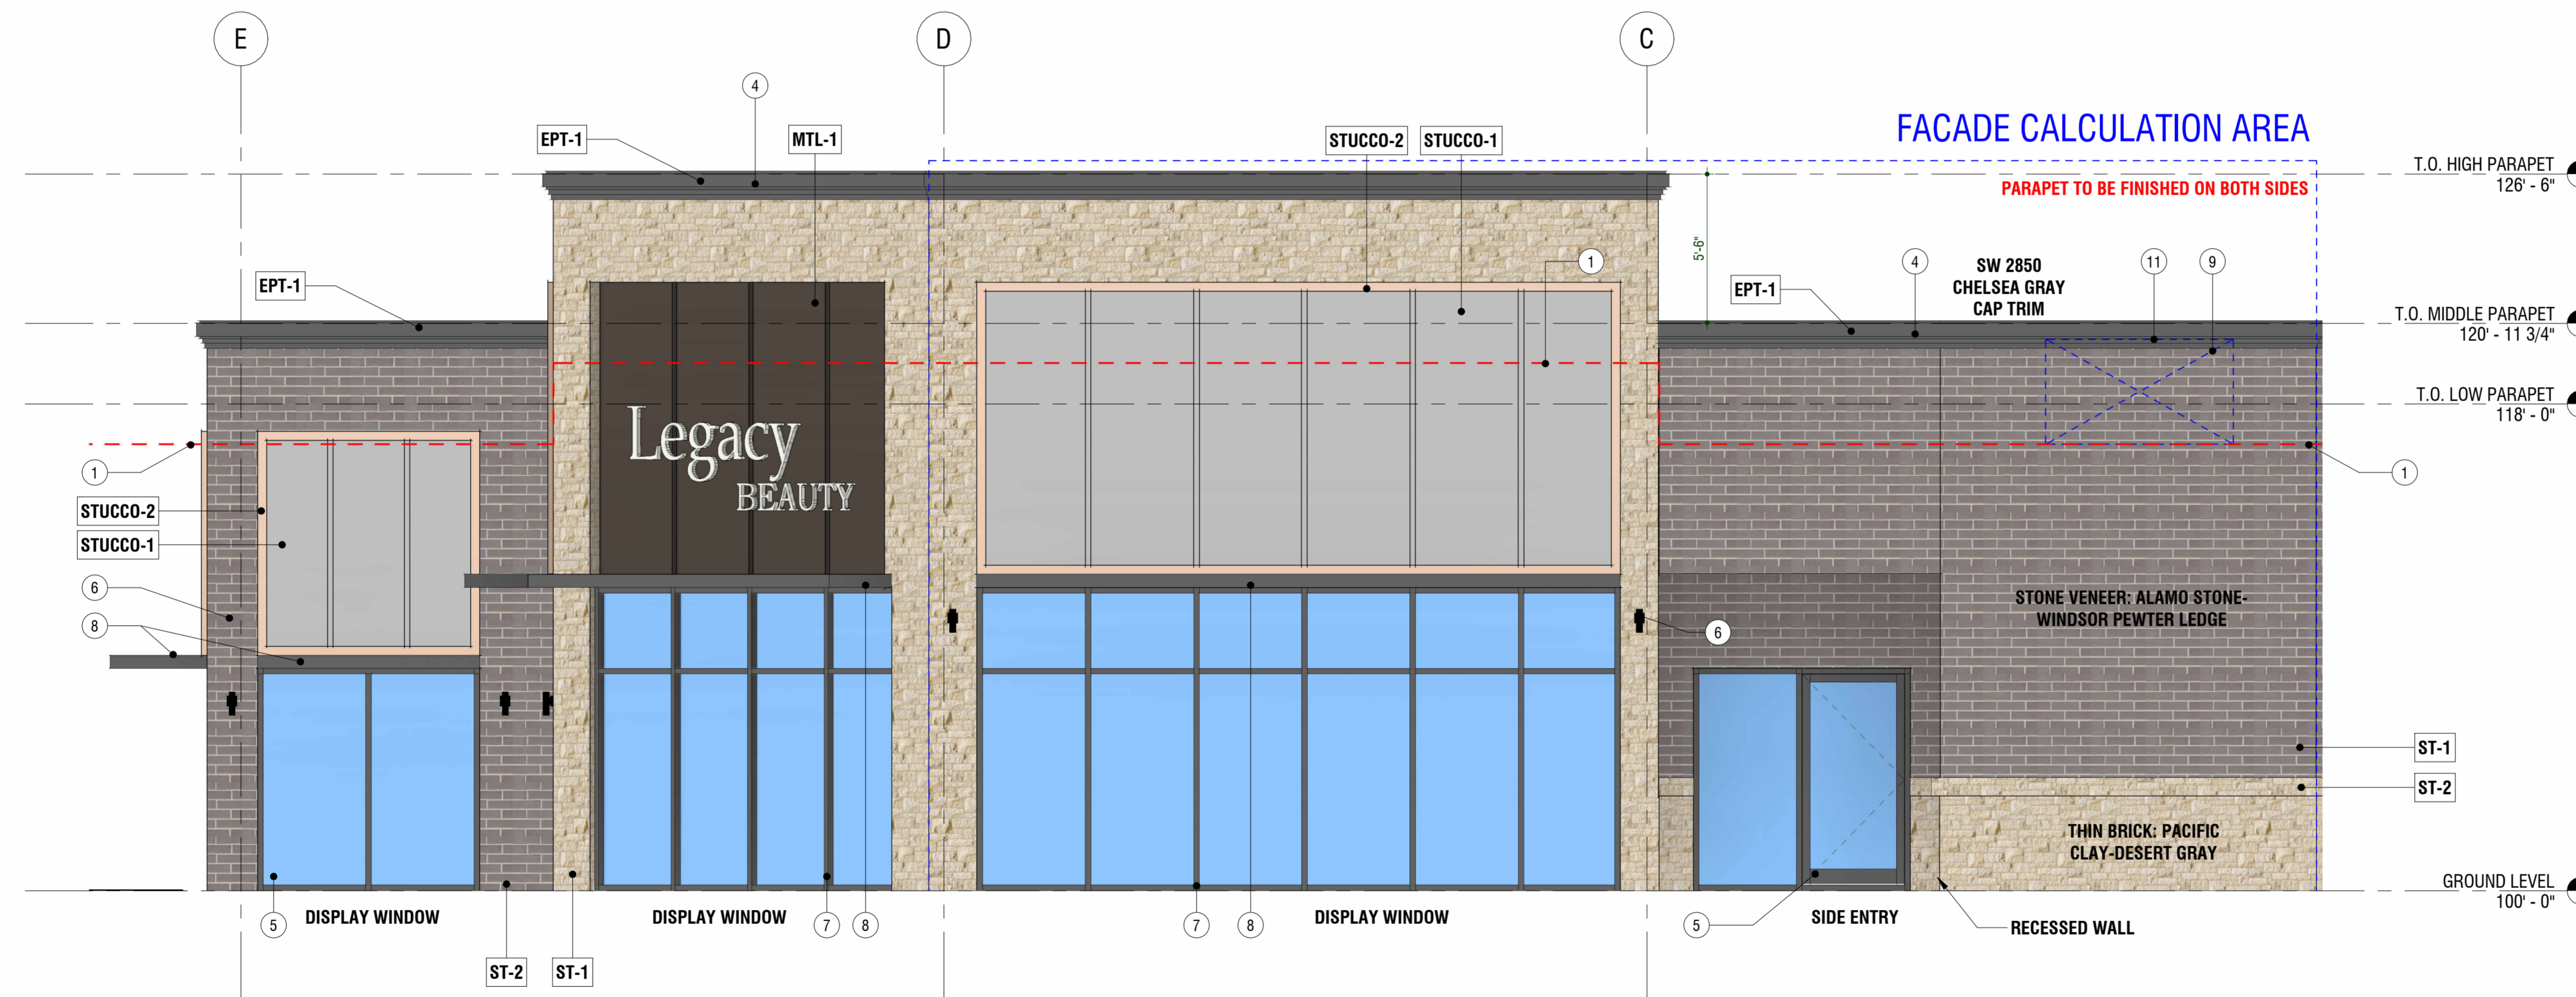 E
D
C
4
EPT-1
MTL-1
STUCCO-2
STUCCO-1
FACADE CALCULATION AREA
T.O. HIGH PARAPET
126' - 6"
PARAPET TO BE FINISHED ON BOTH SIDES
5'-6"
EPT-1
1
EPT-1
4
SW 2850
CHELSEA GRAY
CAP TRIM
11
9
T.O. MIDDLE PARAPET
120' - 11 3/4"
T.O. LOW PARAPET
118' - 0"
Legacy
BEAUTY
1
1
STUCCO-2
STUCCO-1
6
8
6
STONE VENEER: ALAMO STONE-
WINDSOR PEWTER LEDGE
ST-1
ST-2
THIN BRICK: PACIFIC
CLAY-DESERT GRAY
GROUND LEVEL
100' - 0"
5
DISPLAY WINDOW
DISPLAY WINDOW
7
8
7
8
DISPLAY WINDOW
5
SIDE ENTRY
RECESSED WALL
ST-2
ST-1